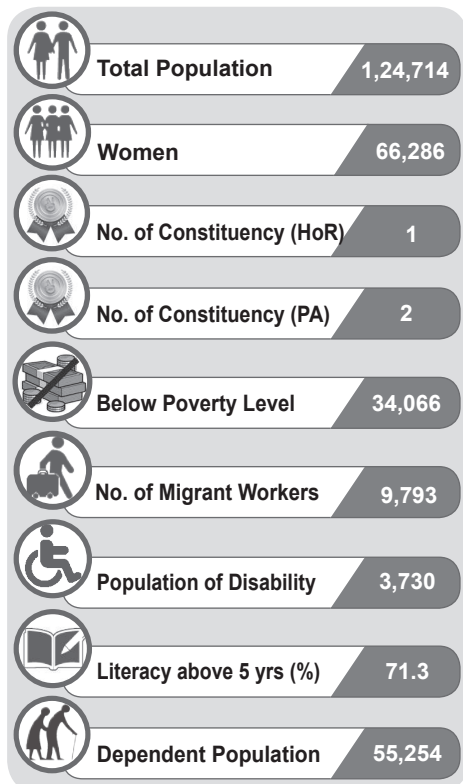 Total Population 1,24,714
Women 66,286
No. of Constituency (HoR) 1
No. of Constituency (PA) 2
Below Poverty Level 34,066
No. of Migrant Workers 9,793
Population of Disability 3,730
Literacy above 5 yrs (%) 71.3
Dependent Population 55,254